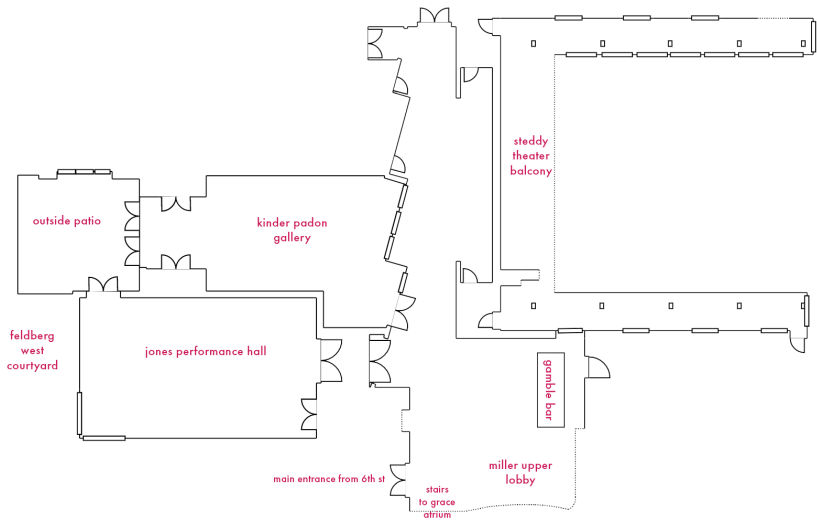 steddy
theater
balcony
outside patio
kinder padon
gallery
feldberg
west
courtyard
jones performance hall
gamble bar
main entrance from 6th st
miller upper
lobby
stairs
to grace
atrium